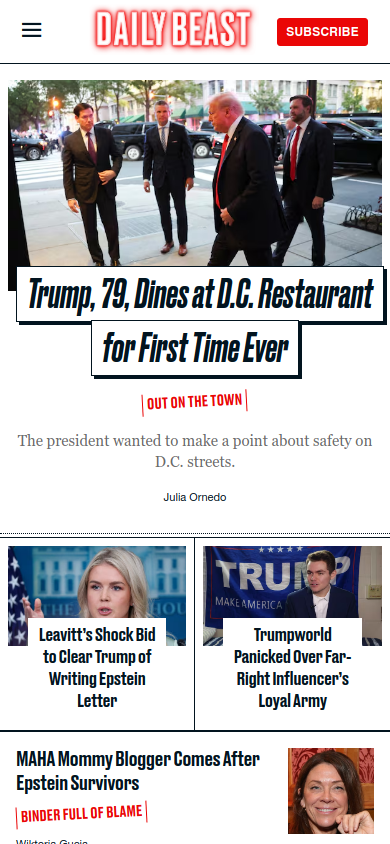 DAILY BEAST
SUBSCRIBE
Trump, 79, Dines at D.C. Restaurant
for First Time Ever
OUT ON THE TOWN
The president wanted to make a point about safety on
D.C. streets.
Julia Ornedo
THE
HOU
Leavitt’s Shock Bid
to Clear Trump of
Writing Epstein
Letter
TRUMP
MAKE AMERICA
Trumpworld
Panicked Over Far-
Right Influencer’s
Loyal Army
MAHA Mommy Blogger Comes After
Epstein Survivors
BINDER FULL OF BLAME